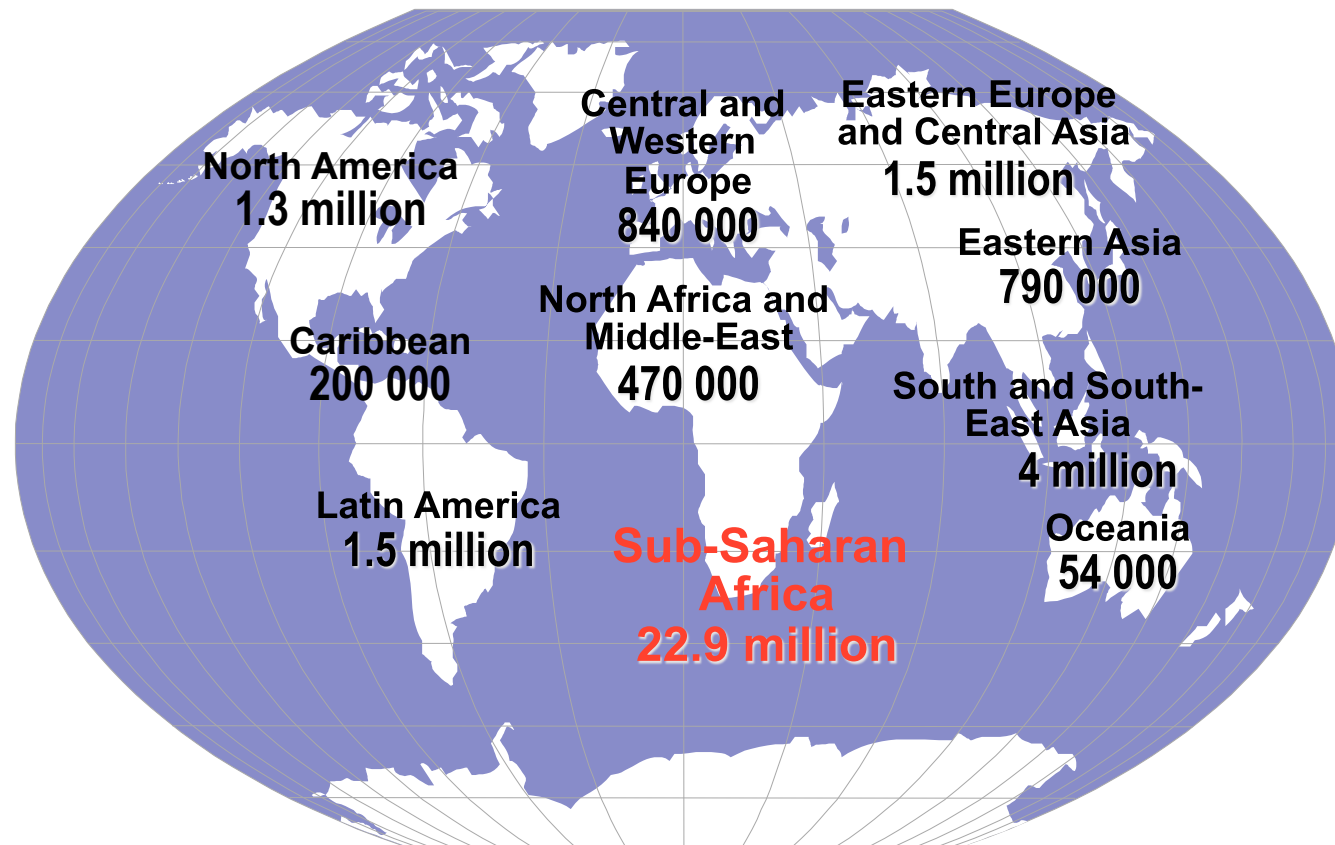 Central and
Western
Europe
840 000
Eastern Europe
and Central Asia
1.5 million
North America
1.3 million
Eastern Asia
790 000
North Africa and
Middle-East
470 000
Caribbean
200 000
South and South-
East Asia
4 million
Latin America
1.5 million
Sub-Saharan
Africa
22.9 million
Oceania
54 000